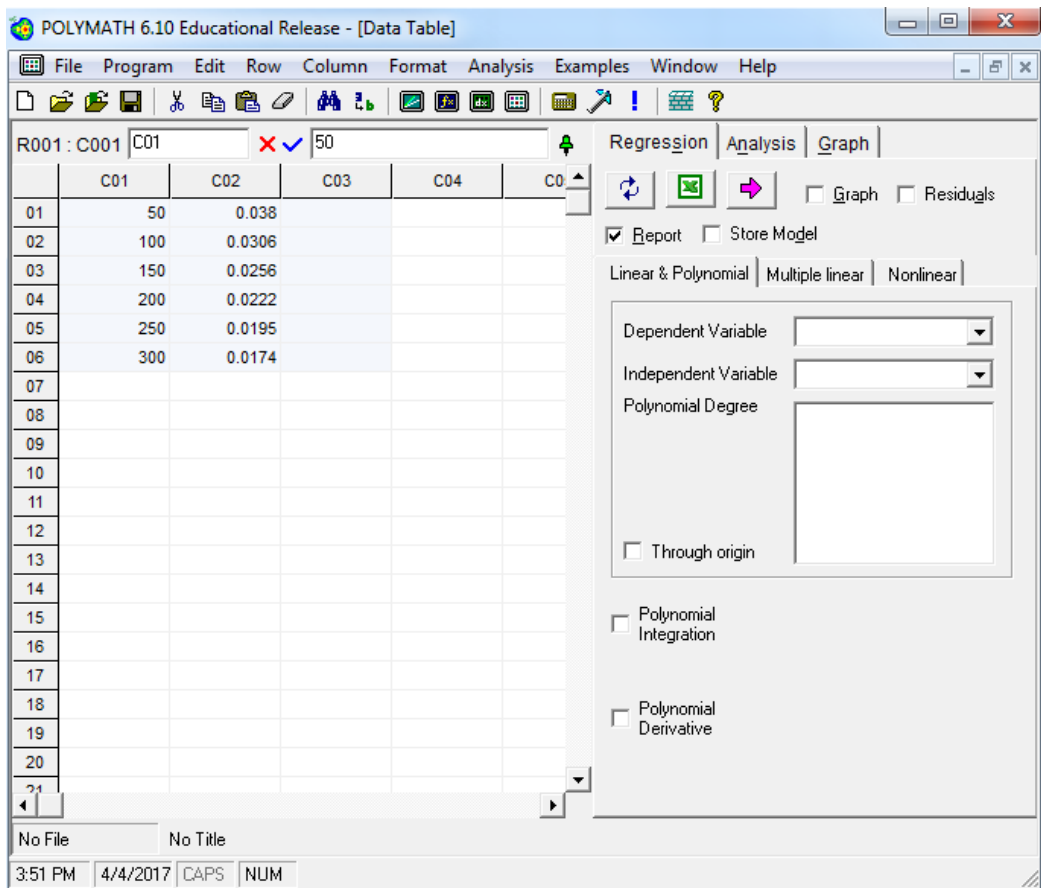 POLYMATH 6.10 Educational Release - [Data Table]
File Program Edit Row Column Format Analysis Examples Window Help
R001 : C001 C01 50
Regression Analysis Graph
Graph Residuals
Report Store Model
Linear & Polynomial Multiple linear Nonlinear
C01 C02 C03 C04
01 50 0.038
02 100 0.0306
03 150 0.0256
04 200 0.0222
05 250 0.0195
06 300 0.0174
07
08
09
10
11
12
13
14
15
16
17
18
19
20
21
Dependent Variable
Independent Variable
Polynomial Degree
Through origin
Polynomial
Integration
Polynomial
Derivative
No File No Title
3:51 PM 4/4/2017 CAPS NUM